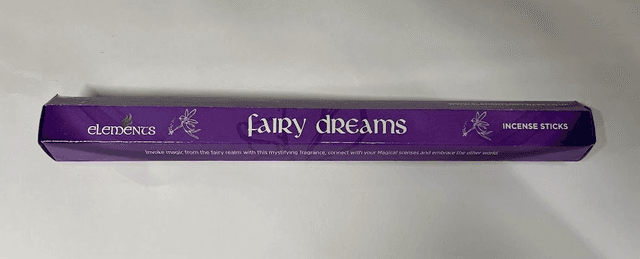 eLemeNts
fairy dreams
INCENSE STICKS
Invoke magic from the fairy realm with this mystifying fragrance, connect with your Magical senses and embrace the other world.